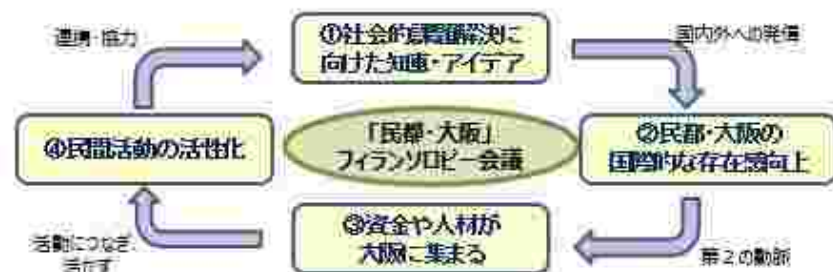 連携・協力
①社会的課題解決に
向けた知恵・アイデア
国内外への発信
④民間活動の活性化
「民都・大阪」
フィランソロピー会議
②民都・大阪の
国際的な存在感向上
③資金や人材が
大阪に集まる
活動につなぎ、
活かす
第2の動脈